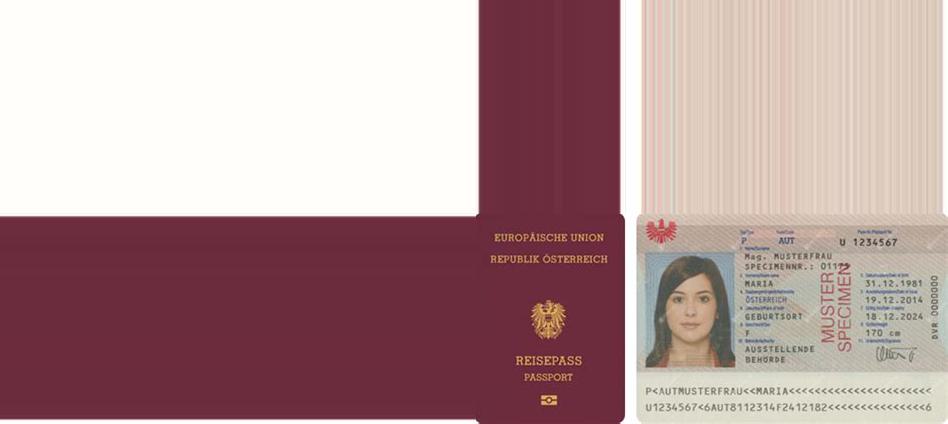 EUROPÄISCHE UNION
REPUBLIK ÖSTERREICH
REISEPASS
PASSPORT
P
AUT
U 1234567
Mag. MUSTERFRAU
SPECIMENNR.:
MARIA
ÖSTERREICH
GEBURTSORT
F
AUSSTELLENDE
BEHÖRDE
31.12.1981
19.12.2014
18.12.2024
170 cm
MUSTER
SPECIMEN
DVR 0000000
P<AUTMUSTERFRAU<<MARIA<<<<<<<<<<<<<<<<<<<<<<
U1234567<6AUT8112314F2412182<<<<<<<<<<<<<<<6